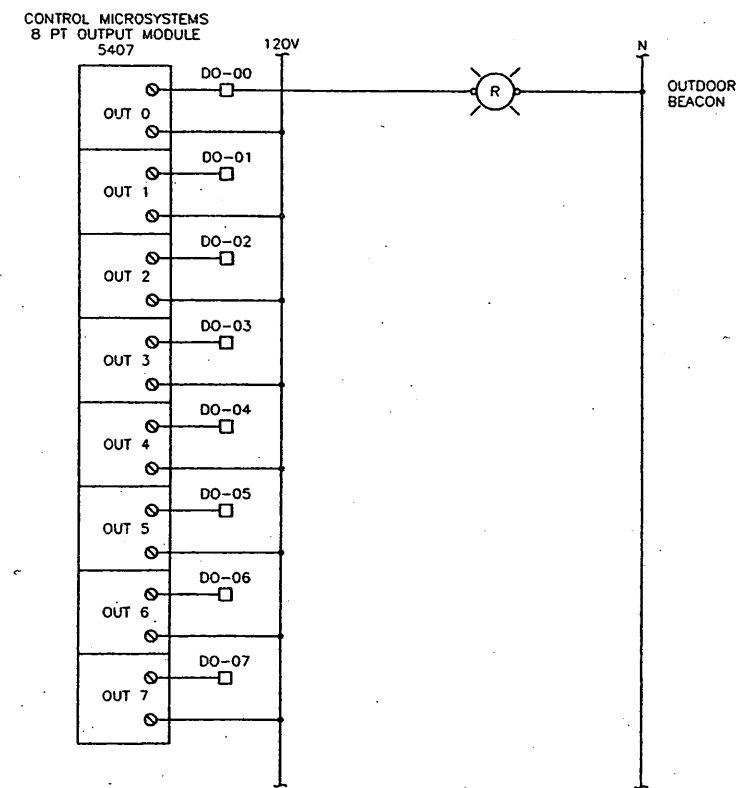 CONTROL MICROSYSTEMS
8 PT OUTPUT MODULE
5407
120V
N
DO-00
OUT 0
R
OUTDOOR
BEACON
DO-01
OUT 1
DO-02
OUT 2
DO-03
OUT 3
DO-04
OUT 4
DO-05
OUT 5
DO-06
OUT 6
DO-07
OUT 7